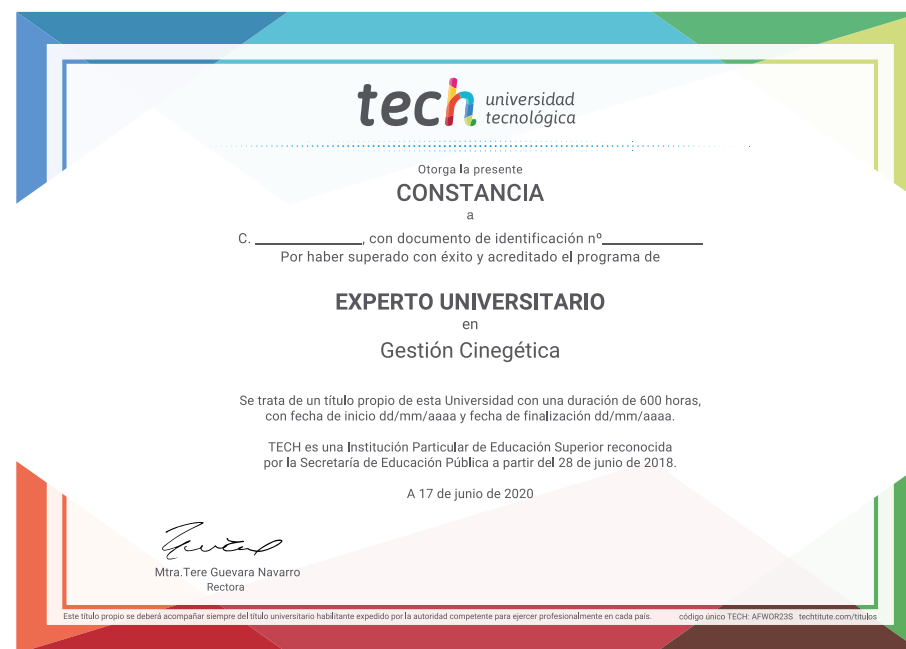 tech universidad
tecnológica
Otorga la presente
CONSTANCIA
a
C. ____________, con documento de identificación nº____________
Por haber superado con éxito y acreditado el programa de
EXPERTO UNIVERSITARIO
en
Gestión Cinegética
Se trata de un título propio de esta Universidad con una duración de 600 horas,
con fecha de inicio dd/mm/aaaa y fecha de finalización dd/mm/aaaa.
TECH es una Institución Particular de Educación Superior reconocida
por la Secretaría de Educación Pública a partir del 28 de junio de 2018.
A 17 de junio de 2020
Mtra.Tere Guevara Navarro
Rectora
Este título propio se deberá acompañar siempre del título universitario habilitante expedido por la autoridad competente para ejercer profesionalmente en cada país. código único TECH: AFWOR23S techtitute.com/titulos